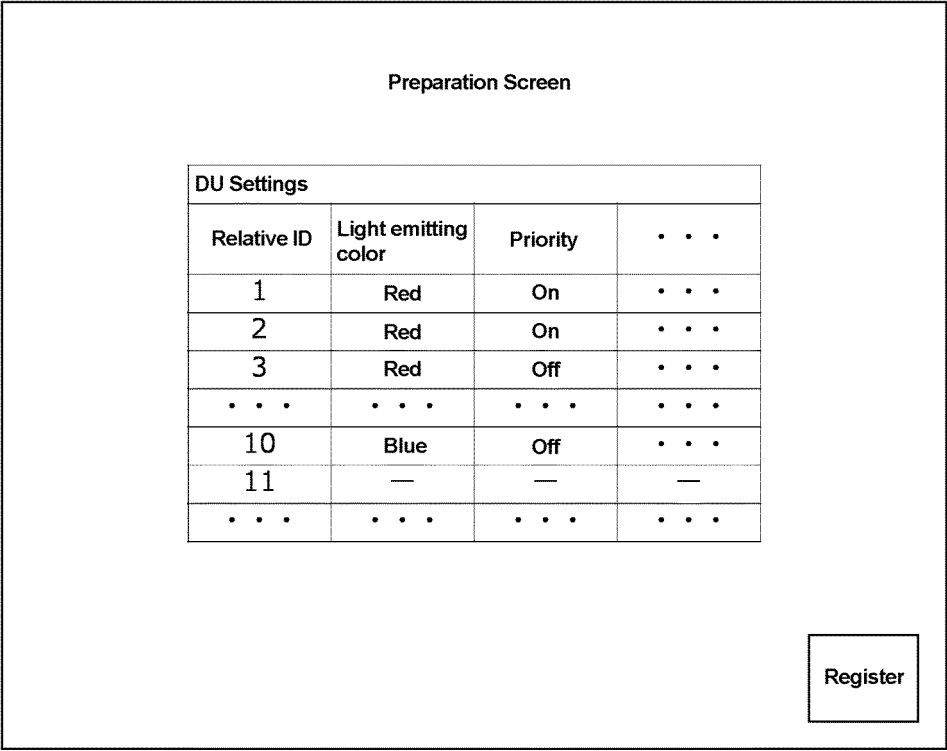 Preparation Screen
DU Settings
Relative ID Light emitting color Priority • • •
1 Red On • • •
2 Red On • • •
3 Red Off • • •
• • • • • • • • • • • •
10 Blue Off • • •
11 — — —
• • • • • • • • • • • •
Register